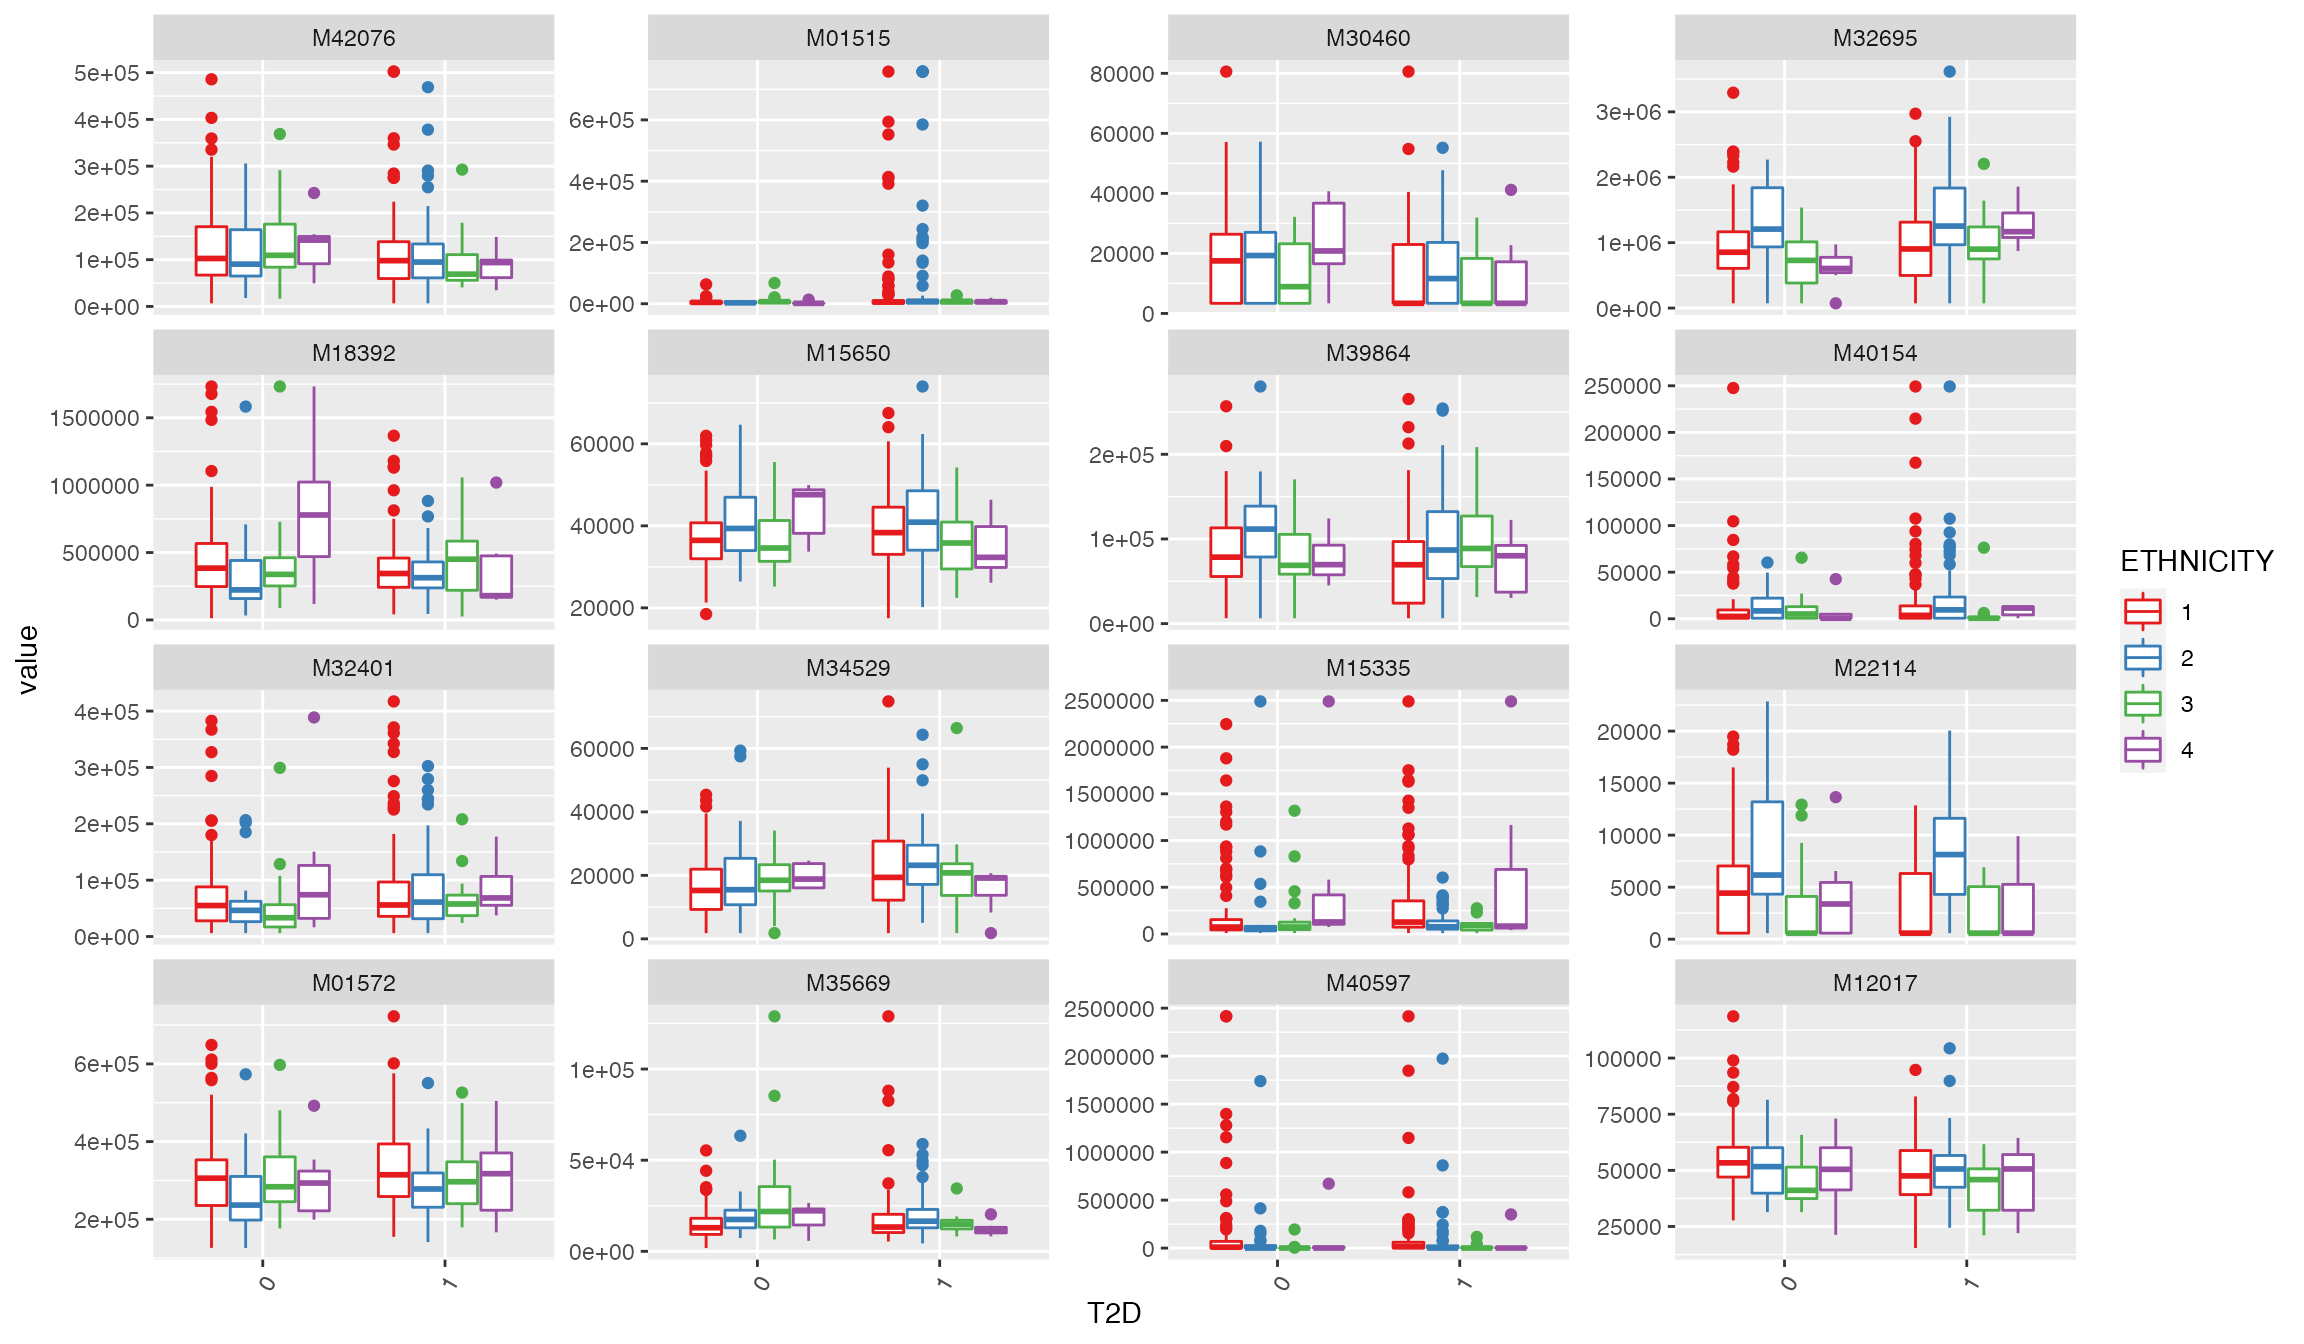 M42076 M01515 M30460 M32695
5e+05
4e+05
3e+05
2e+05
1e+05
0e+00
6e+05
4e+05
2e+05
0e+00
80000
60000
40000
20000
0
3e+06
2e+06
1e+06
0e+00
M18392 M15650 M39864 M40154
1500000
1000000
500000
0
60000
40000
20000
2e+05
1e+05
0e+00
250000
200000
150000
100000
50000
0
M32401 M34529 M15335 M22114
4e+05
3e+05
2e+05
1e+05
0e+00
60000
40000
20000
0
2500000
2000000
1500000
1000000
500000
0
20000
15000
10000
5000
0
M01572 M35669 M40597 M12017
6e+05
4e+05
2e+05
1e+05
5e+04
0e+00
2500000
2000000
1500000
1000000
500000
0
100000
75000
50000
25000
0 1 0 1 0 1 0 1
T2D
value
ETHNICITY
1
2
3
4